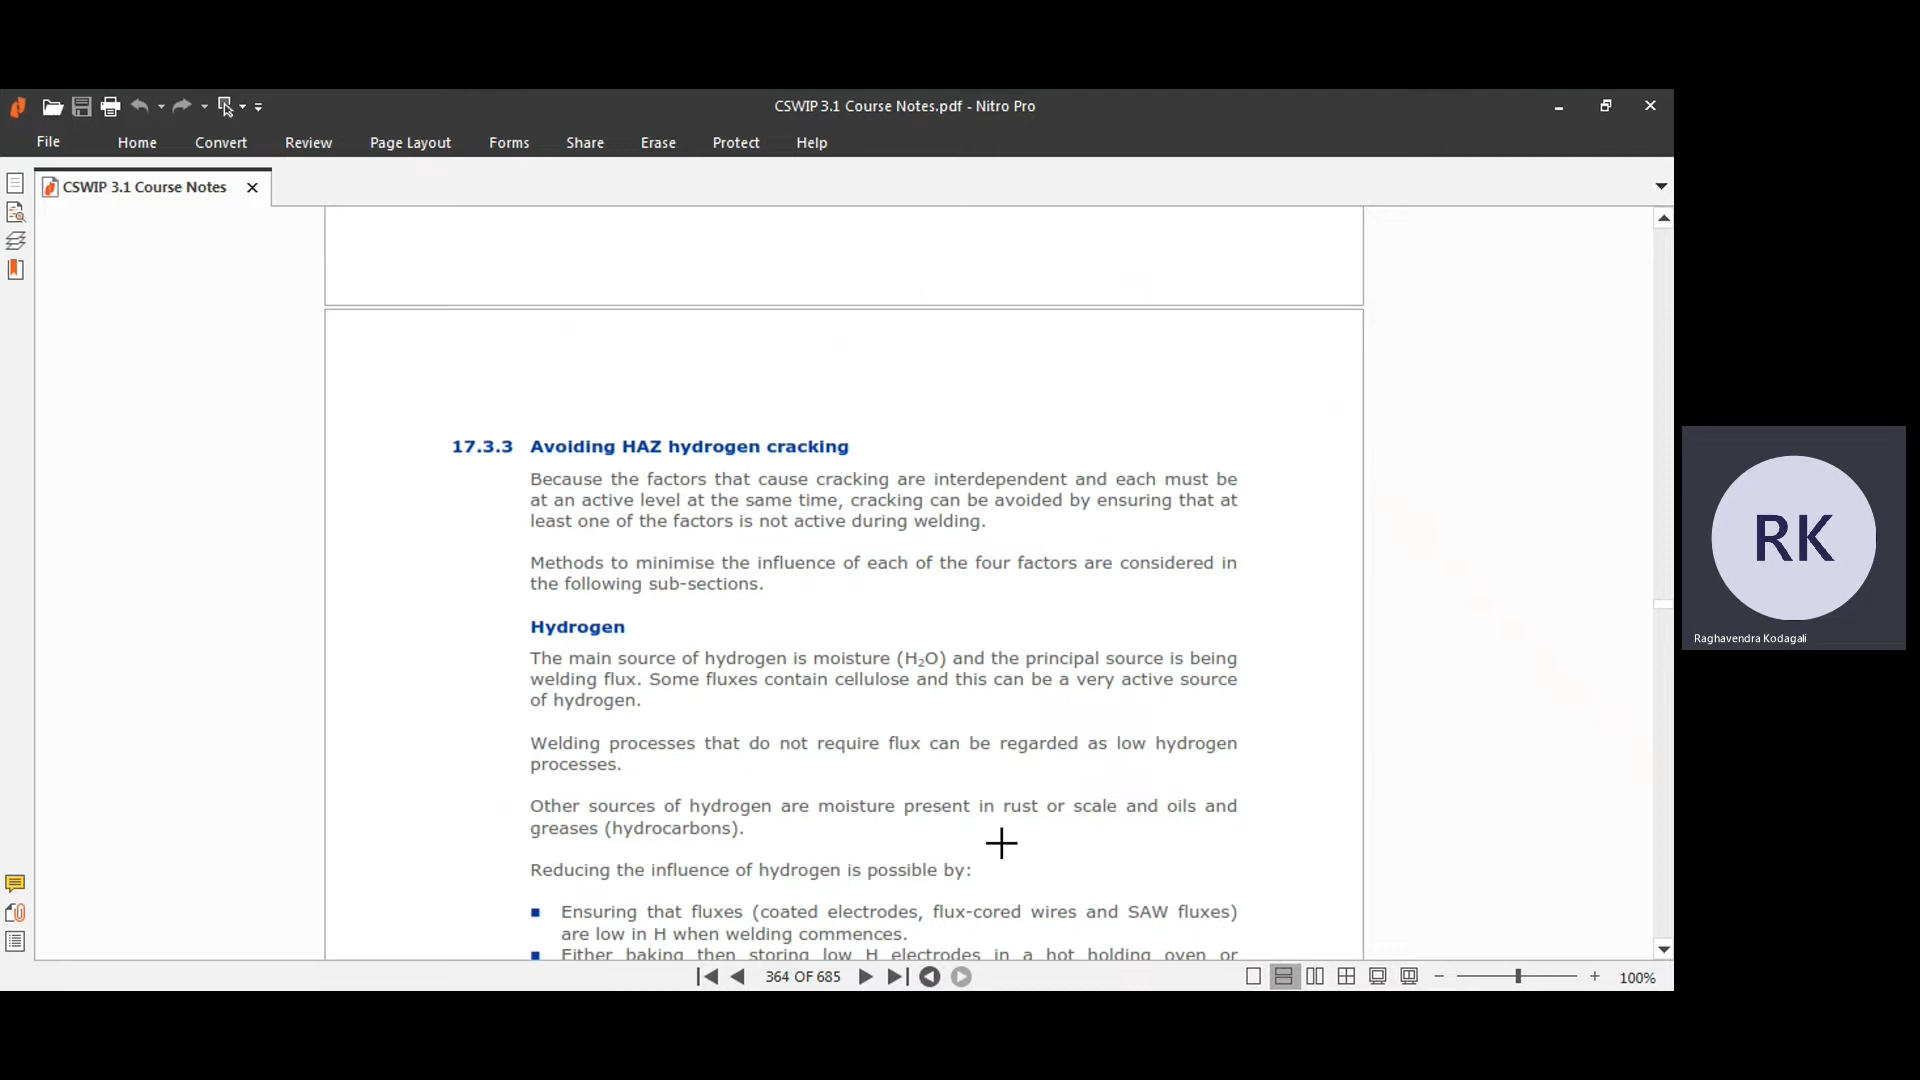 CSWIP 3.1 Course Notes.pdf - Nitro Pro
File Home Convert Review Page Layout Forms Share Erase Protect Help
CSWIP 3.1 Course Notes
17.3.3 Avoiding HAZ hydrogen cracking
Because the factors that cause cracking are interdependent and each must be
at an active level at the same time, cracking can be avoided by ensuring that at
least one of the factors is not active during welding.
Methods to minimise the influence of each of the four factors are considered in
the following sub-sections.
Hydrogen
The main source of hydrogen is moisture (H₂O) and the principal source is being
welding flux. Some fluxes contain cellulose and this can be a very active source
of hydrogen.
Welding processes that do not require flux can be regarded as low hydrogen
processes.
Other sources of hydrogen are moisture present in rust or scale and oils and
greases (hydrocarbons).
Reducing the influence of hydrogen is possible by:
■ Ensuring that fluxes (coated electrodes, flux-cored wires and SAW fluxes)
are low in H when welding commences.
■ Either baking then storing low H electrodes in a hot holding oven or
364 OF 685
100%
RK
Raghavendra Kodagali